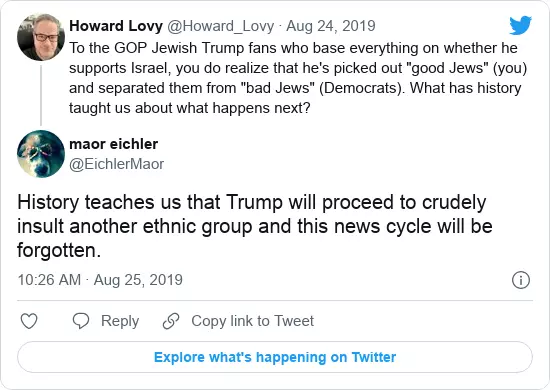 Howard Lovy @Howard_Lovy · Aug 24, 2019
To the GOP Jewish Trump fans who base everything on whether he
supports Israel, you do realize that he's picked out "good Jews" (you)
and separated them from "bad Jews" (Democrats). What has history
taught us about what happens next?
maor eichler
@EichlerMaor
History teaches us that Trump will proceed to crudely
insult another ethnic group and this news cycle will be
forgotten.
10:26 AM · Aug 25, 2019
Reply Copy link to Tweet
Explore what's happening on Twitter